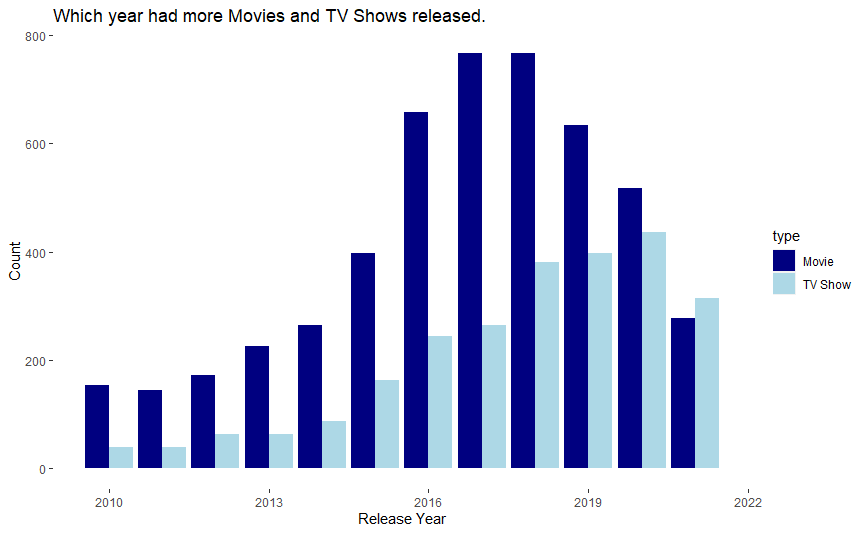 Which year had more Movies and TV Shows released.
800
600
400
200
0
Count
2010
2013
2016
2019
2022
Release Year
type
Movie
TV Show